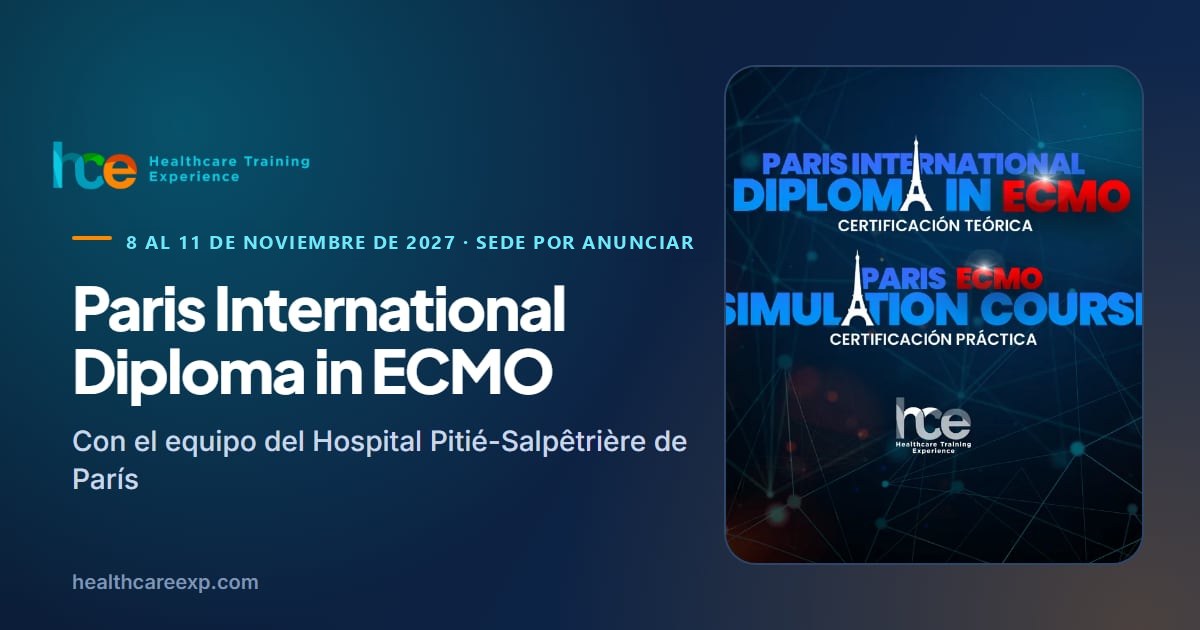 hce Healthcare Training
Experience
8 AL 11 DE NOVIEMBRE DE 2027 · SEDE POR ANUNCIAR
Paris International
Diploma in ECMO
Con el equipo del Hospital Pitié-Salpêtrière de
París
healthcareexp.com
PARIS INTERNATIONAL
DIPLOMA IN ECMO
CERTIFICACIÓN TEÓRICA
PARIS ECMO
SIMULATION COURSE
CERTIFICACIÓN PRÁCTICA
hce
Healthcare Training
Experience